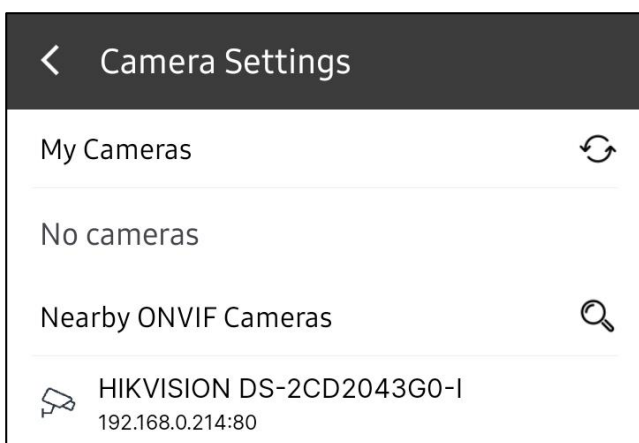 Camera Settings
My Cameras
No cameras
Nearby ONVIF Cameras
HIKVISION DS-2CD2043G0-I
192.168.0.214:80